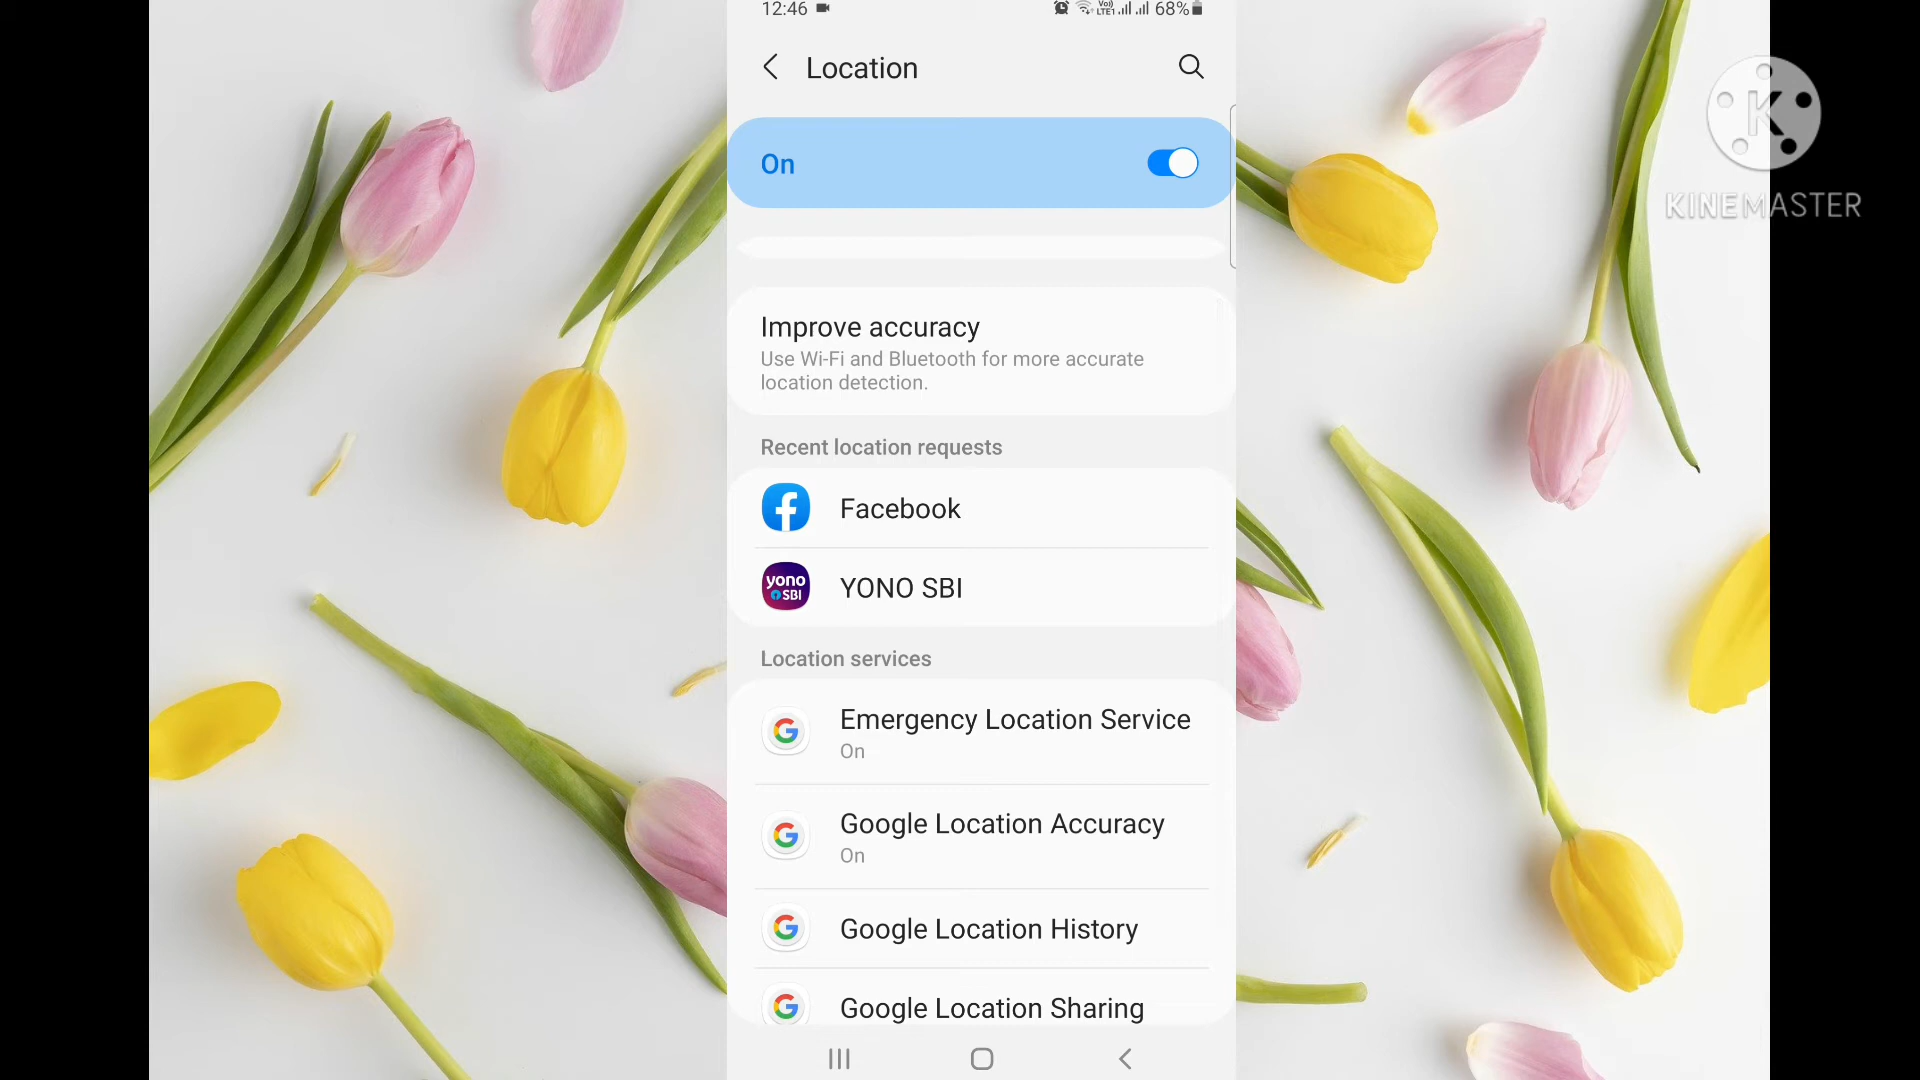 12:46
VoLTE1
68%
Location
On
Improve accuracy
Use Wi-Fi and Bluetooth for more accurate
location detection.
Recent location requests
Facebook
yono
SBI
YONO SBI
Location services
Emergency Location Service
On
Google Location Accuracy
On
Google Location History
Google Location Sharing
K
KINEMASTER